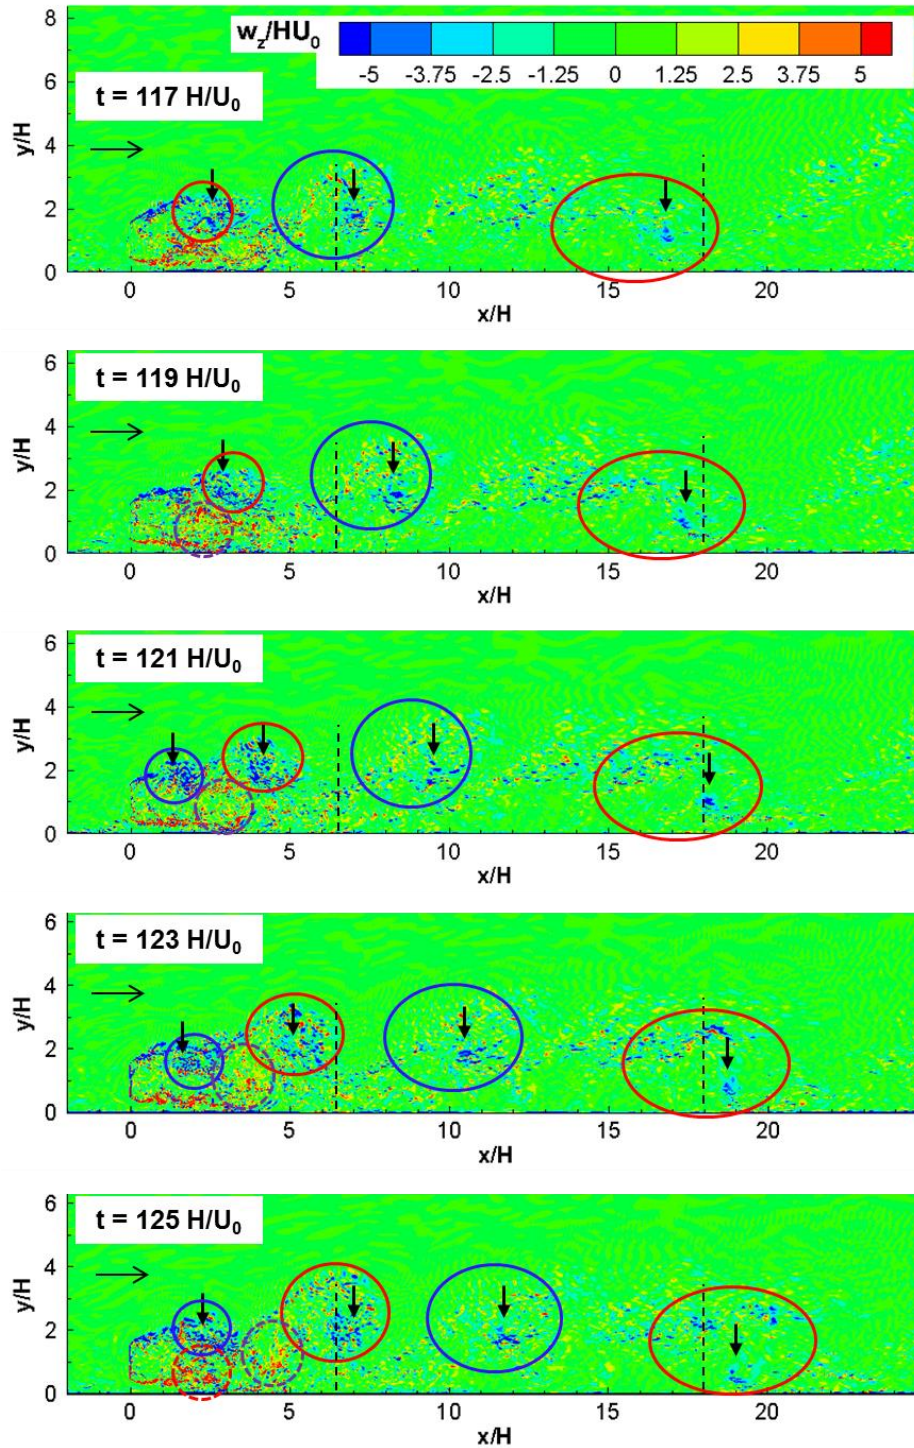 w_z/HU_0
-5 -3.75 -2.5 -1.25 0 1.25 2.5 3.75 5
t = 117 H/U_0
y/H
8
6
4
2
0
0 5 10 15 20
x/H
t = 119 H/U_0
y/H
6
4
2
0
0 5 10 15 20
x/H
t = 121 H/U_0
y/H
6
4
2
0
0 5 10 15 20
x/H
t = 123 H/U_0
y/H
6
4
2
0
0 5 10 15 20
x/H
t = 125 H/U_0
y/H
6
4
2
0
0 5 10 15 20
x/H